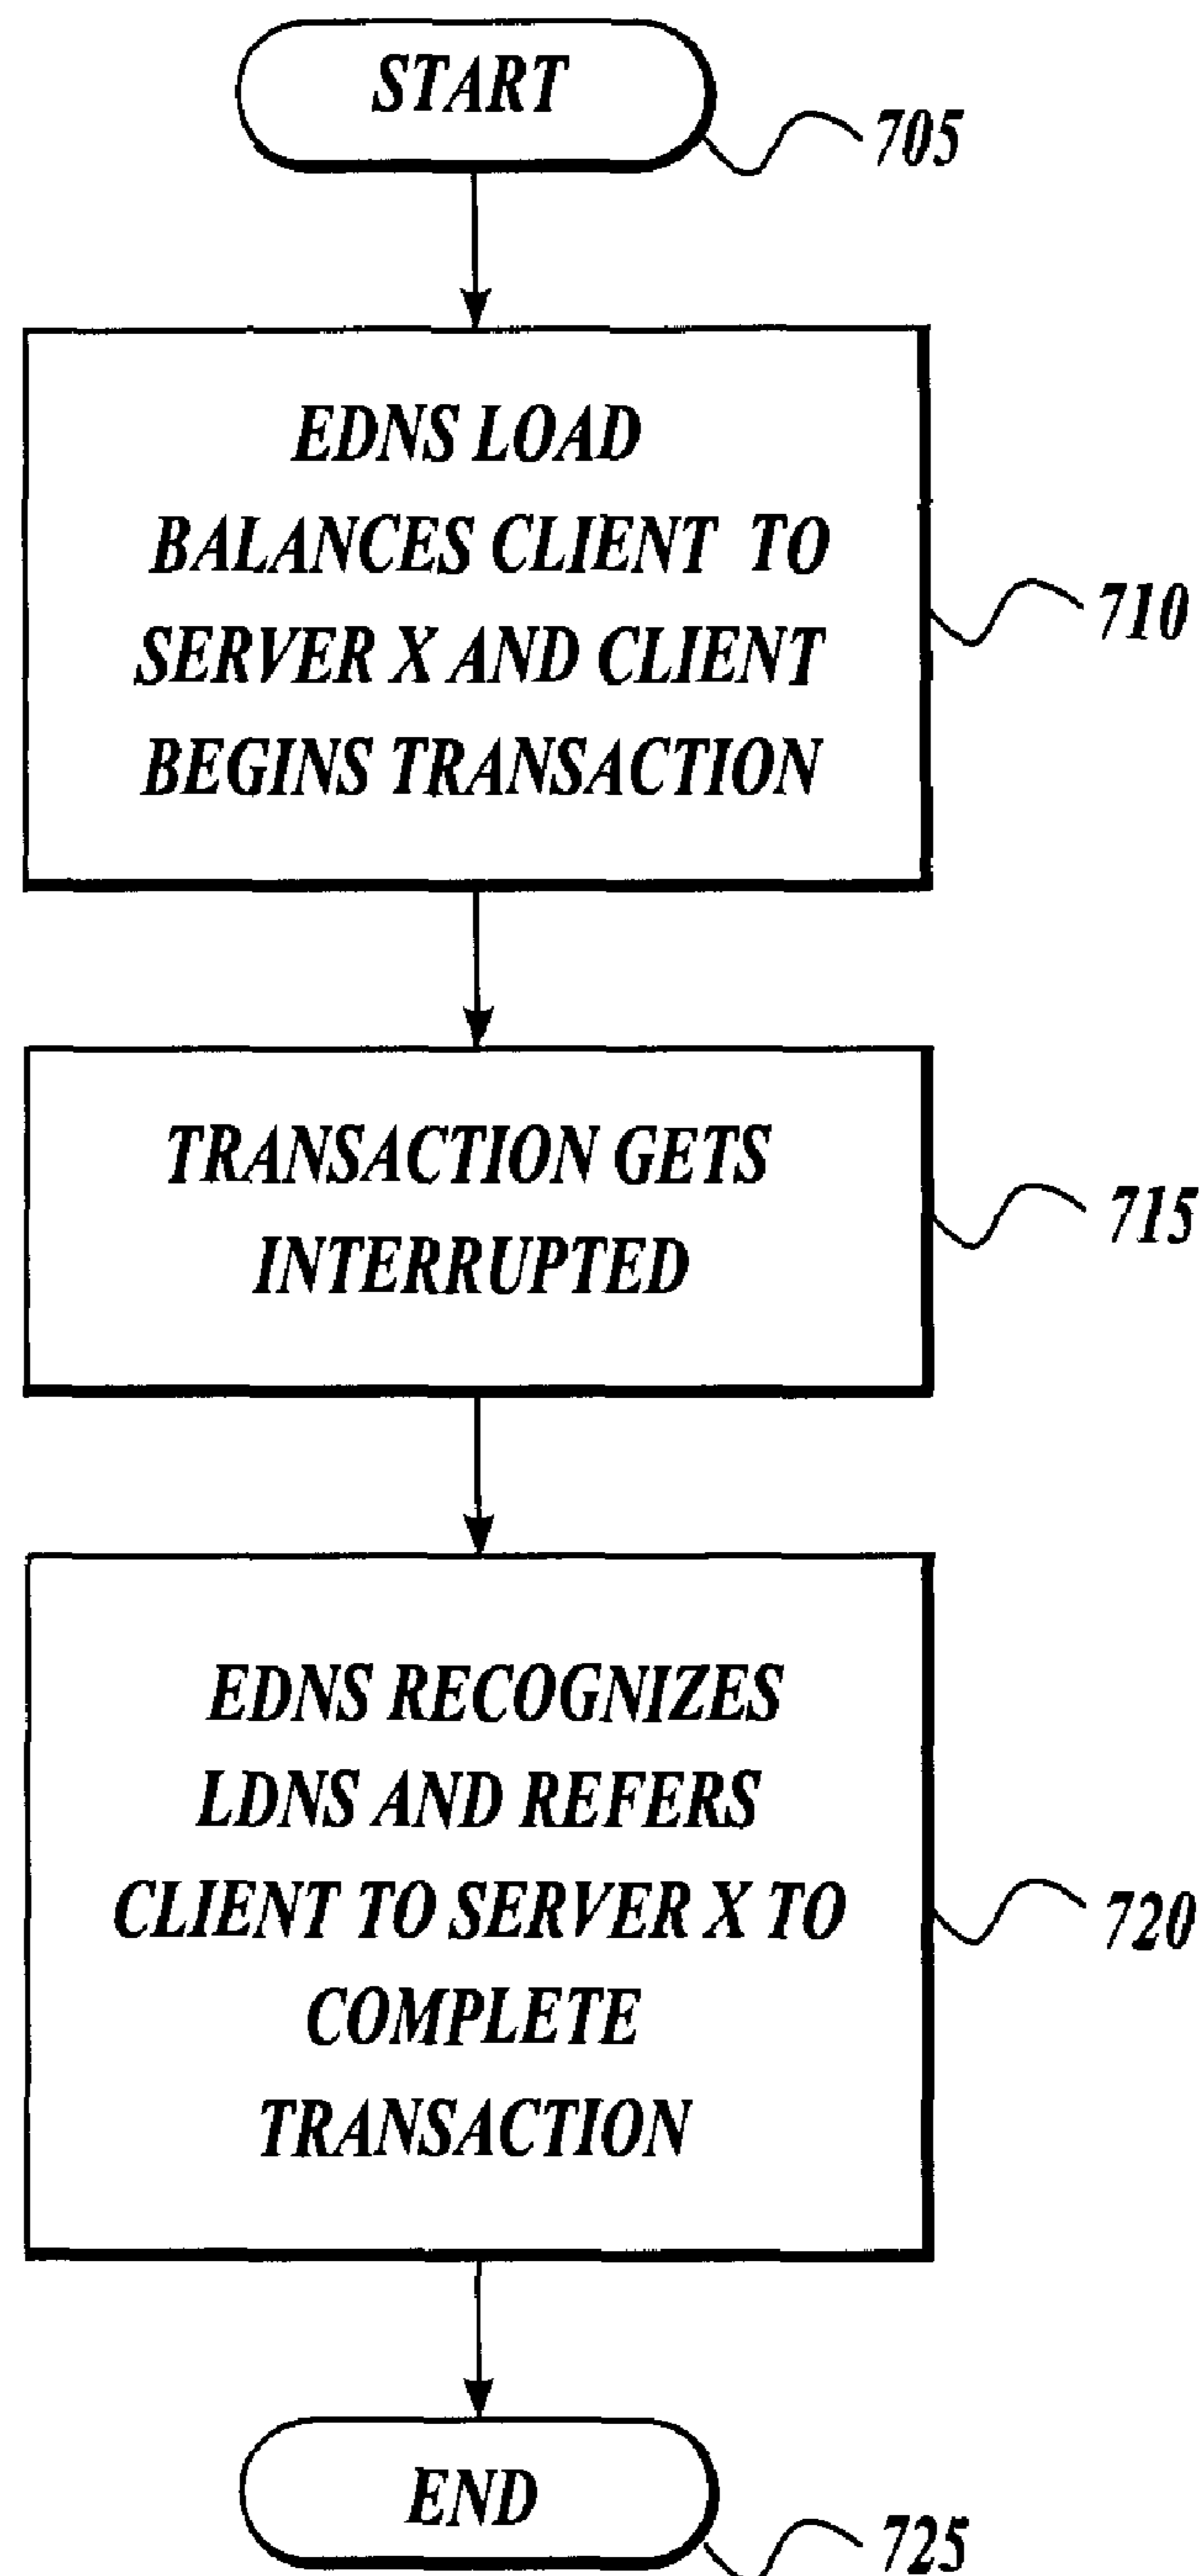 START
705
EDNS LOAD
BALANCES CLIENT TO
SERVER X AND CLIENT
BEGINS TRANSACTION
710
TRANSACTION GETS
INTERRUPTED
715
EDNS RECOGNIZES
LDNS AND REFERS
CLIENT TO SERVER X TO
COMPLETE
TRANSACTION
720
END
725